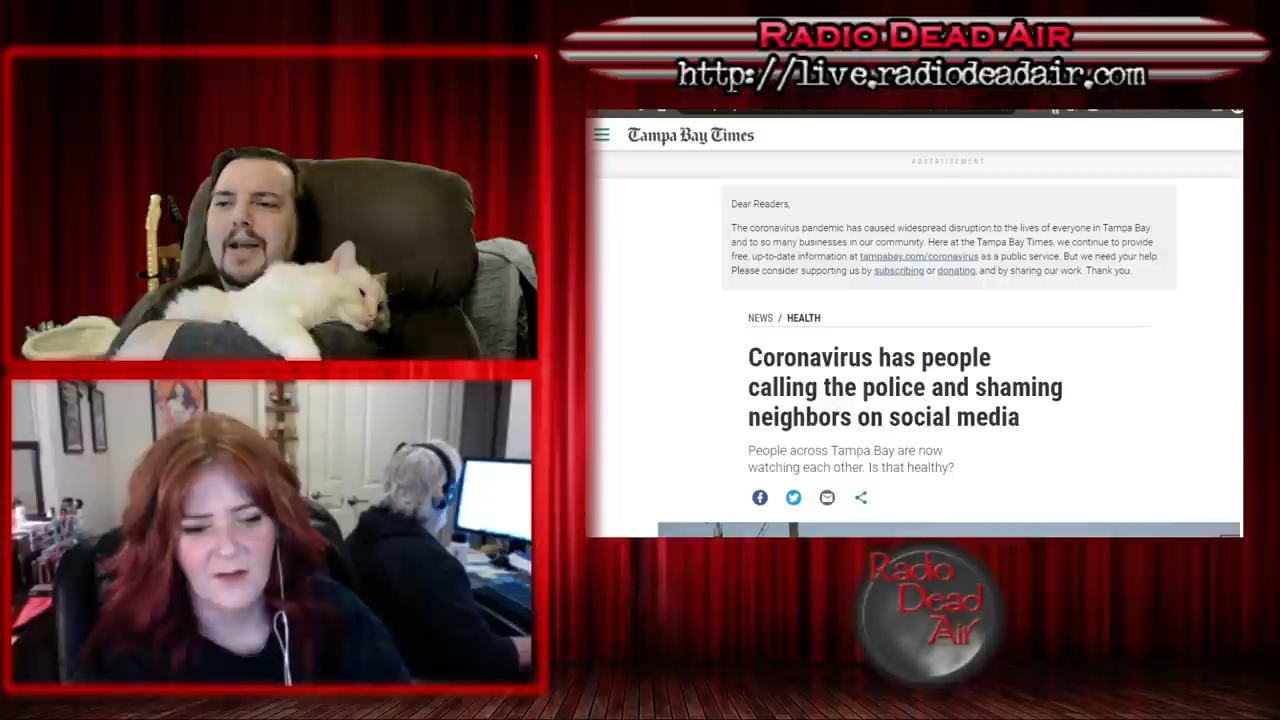 RADIO DEAD AIR
http://live.radiodeadair.com
Tampa Bay Times
ADVERTISEMENT
Dear Readers,
The coronavirus pandemic has caused widespread disruption to the lives of everyone in Tampa Bay
and to so many businesses in our community. Here at the Tampa Bay Times, we continue to provide
free, up-to-date information at tampabay.com/coronavirus as a public service. But we need your help.
Please consider supporting us by subscribing or donating, and by sharing our work. Thank you.
NEWS / HEALTH
Coronavirus has people
calling the police and shaming
neighbors on social media
People across Tampa Bay are now
watching each other. Is that healthy?
Radio
Dead
Air